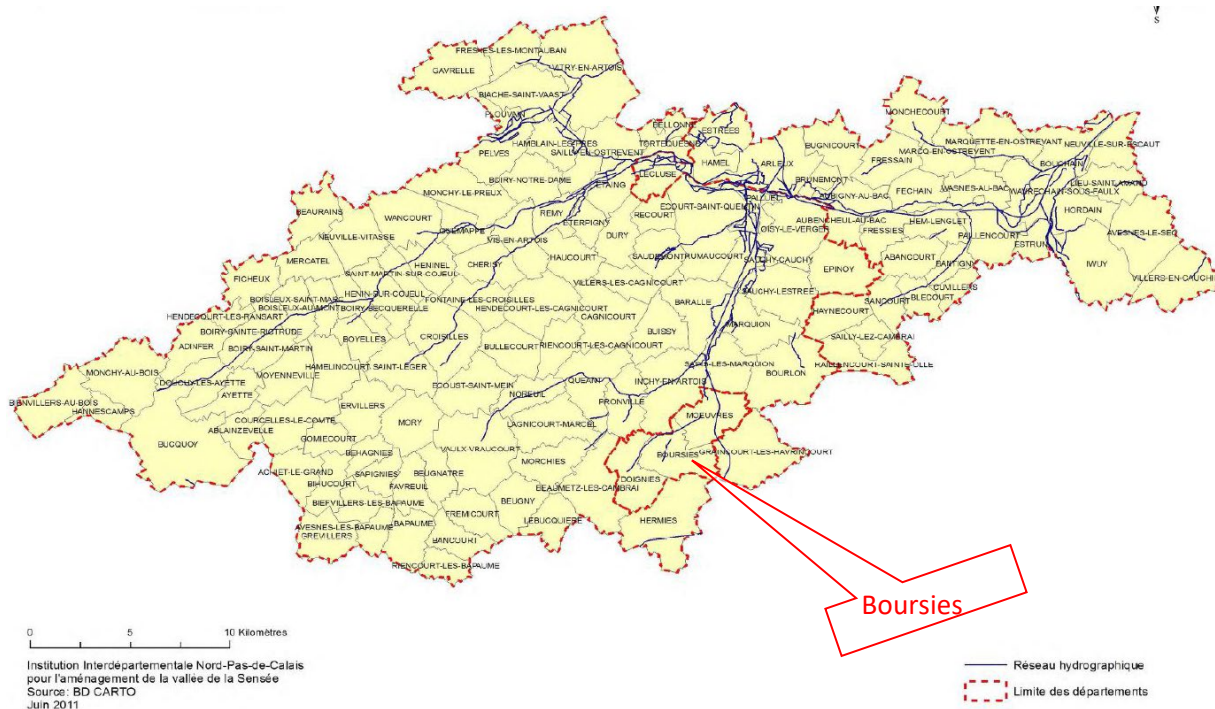 S
FRESNES-LES-MONTAUBAN
GAVRELLE
VITRY-EN-ARTOIS
BIACHE-SAINT-VAAST
PLOUVAIN
BELLONNE
ESTRÉES
MONCHECOURT
HAMBLAIN-LES-PRES
TORTEQUESNE
BUGNICOURT
MARQUETTE-EN-OSTREVANT
NEUVILLE-SUR-ESCAUT
PELVES
SAILLY-EN-OSTREVENT
HAMEL
ARLEUX
FRESSAIN
MARCQ-EN-OSTREVENT
BOUCHAIN
BOIRY-NOTRE-DAME
LECLUSE
BRUNEMONT
MONCHY-LE-PREUX
ETAING
AUBIGNY-AU-BAC
FECHAIN
WASNES-AU-BAC
WAVRECHAIN-SOUS-FAULX
LIEU-SAINT-AMAND
BEAURAINS
WANCOURT
REMY
ETERPIGNY
RECOURT
ECOURT-SAINT-QUENTIN
PALLUEL
AUBENCHEUL-AU-BAC
HEM-LENGLET
HORDAIN
NEUVILLE-VITASSE
VIS-EN-ARTOIS
DURY
OISY-LE-VERGER
FRESSIES
PAILLENCOURT
ESTRUN
AVESNES-LE-SEC
MERCATEL
HENINEL
CHERISY
HAUCOURT
SAUDEMONT
RUMAUCOURT
SAUCHY-CAUCHY
EPINOY
ABANCOURT
BANTIGNY
IWUY
FICHEUX
SAINT-MARTIN-SUR-COJEUL
VILLERS-LES-CAGNICOURT
CUVILLERS
VILLERS-EN-CAUCHI
BOISLEUX-SAINT-MARC
HENIN-SUR-COJEUL
FONTAINE-LES-CROISILLES
SAUCHY-LESTREE
SANCOURT
BLECOURT
BOISLEUX-AU-MONT
BOIRY-BECQUERELLE
HENDECOURT-LES-CAGNICOURT
BARALLE
HAYNECOURT
HENDECOURT-LES-RANSART
CAGNICOURT
BOIRY-SAINTE-RICTRUDE
MARQUION
ADINFER
BOIRY-SAINT-MARTIN
BOYELLES
CROISILLES
BULLECOURT
RIENCOURT-LES-CAGNICOURT
BUISSY
SAILLY-LEZ-CAMBRAI
MONCHY-AU-BOIS
HAMELINCOURT
SAINT-LEGER
SAINS-LES-MARQUION
BOURLON
RAILLENCOURT-SAINTE-OLLE
DOUCHY-LES-AYETTE
MOYENNEVILLE
ECOUST-SAINT-MEIN
QUEANT
INCHY-EN-ARTOIS
BIENVILLERS-AU-BOIS
AYETTE
NOREUIL
PRONVILLE
HANNESCAMPS
ERVILLERS
COURCELLES-LE-COMTE
MORY
LAGNICOURT-MARCEL
MOEUVRES
ABLAINZEVELLE
BUCQUOY
GOMIECOURT
BEHAGNIES
VAULX-VRAUCOURT
BOURSIES
GRAINCOURT-LES-HAVRINCOURT
ACHIET-LE-GRAND
SAPIGNIES
BEUGNATRE
MORCHIES
DOIGNIES
BIHUCOURT
FAVREUIL
BEAUMETZ-LES-CAMBRAI
BIEFVILLERS-LES-BAPAUME
BEUGNY
FREMICOURT
LEBUCQUIERE
HERMIES
AVESNES-LES-BAPAUME
BAPAUME
GREVILLERS
BANCOURT
RIENCOURT-LES-BAPAUME
Boursies
0 5 10 Kilomètres
Institution Interdépartementale Nord-Pas-de-Calais
pour l'aménagement de la vallée de la Sensée
Source: BD CARTO
Juin 2011
Réseau hydrographique
Limite des départements